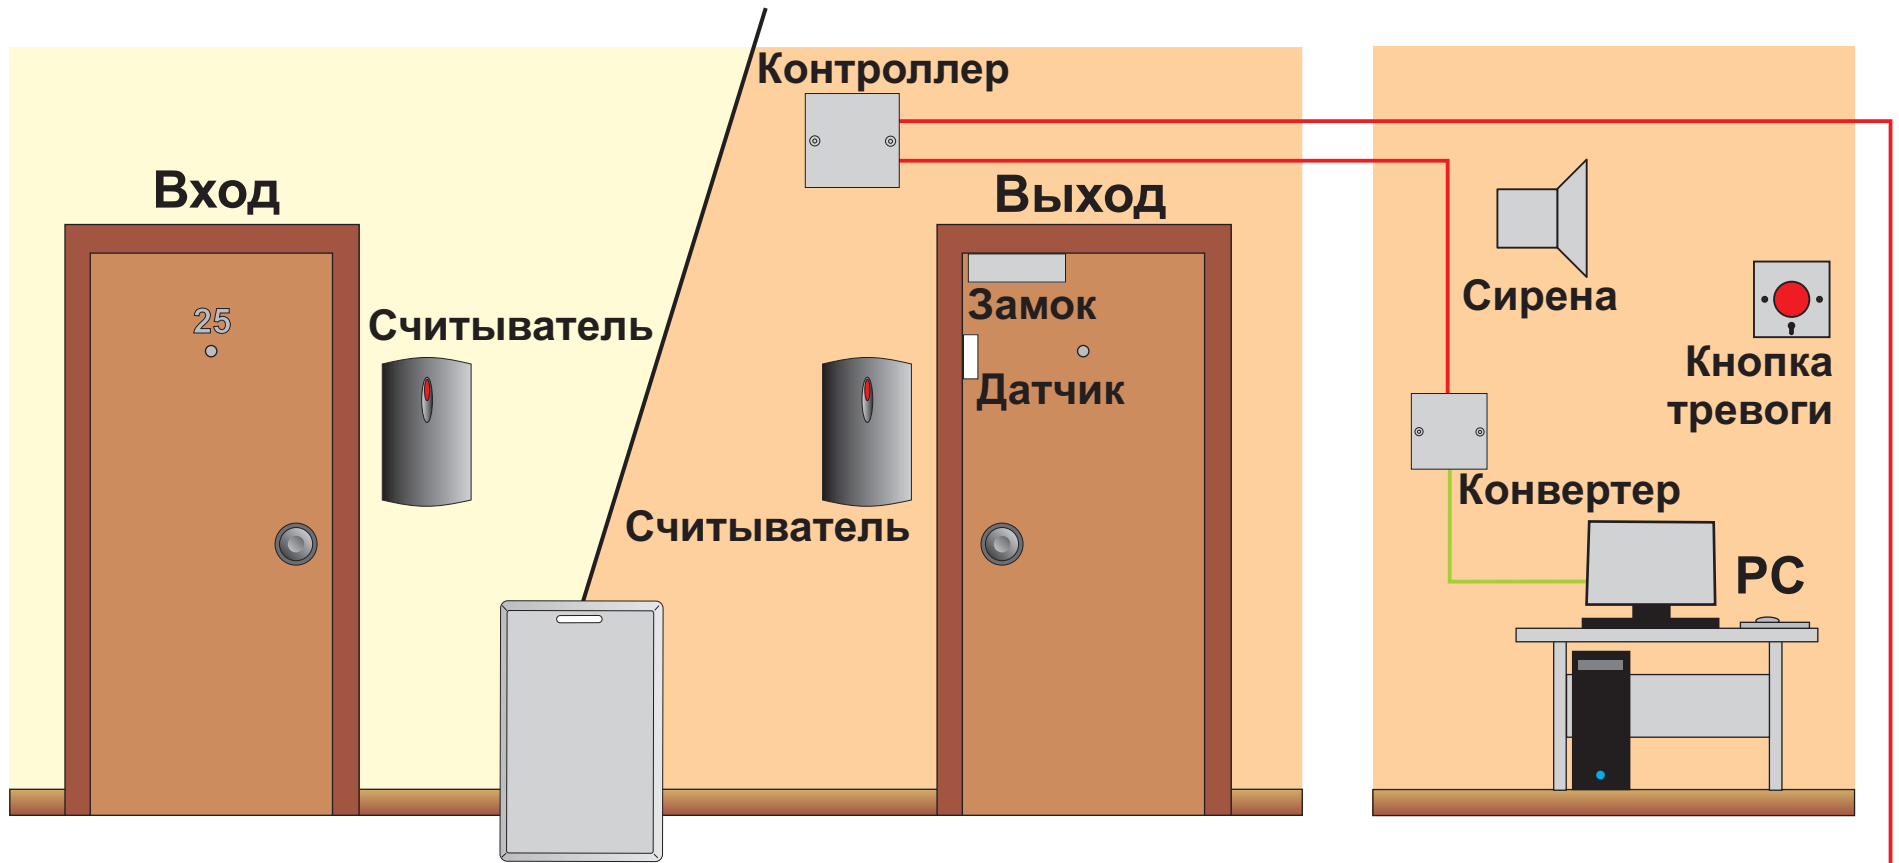 Контроллер
Вход
Выход
25
Считыватель
Замок
Датчик
Считыватель
Сирена
Кнопка
тревоги
Конвертер
PC